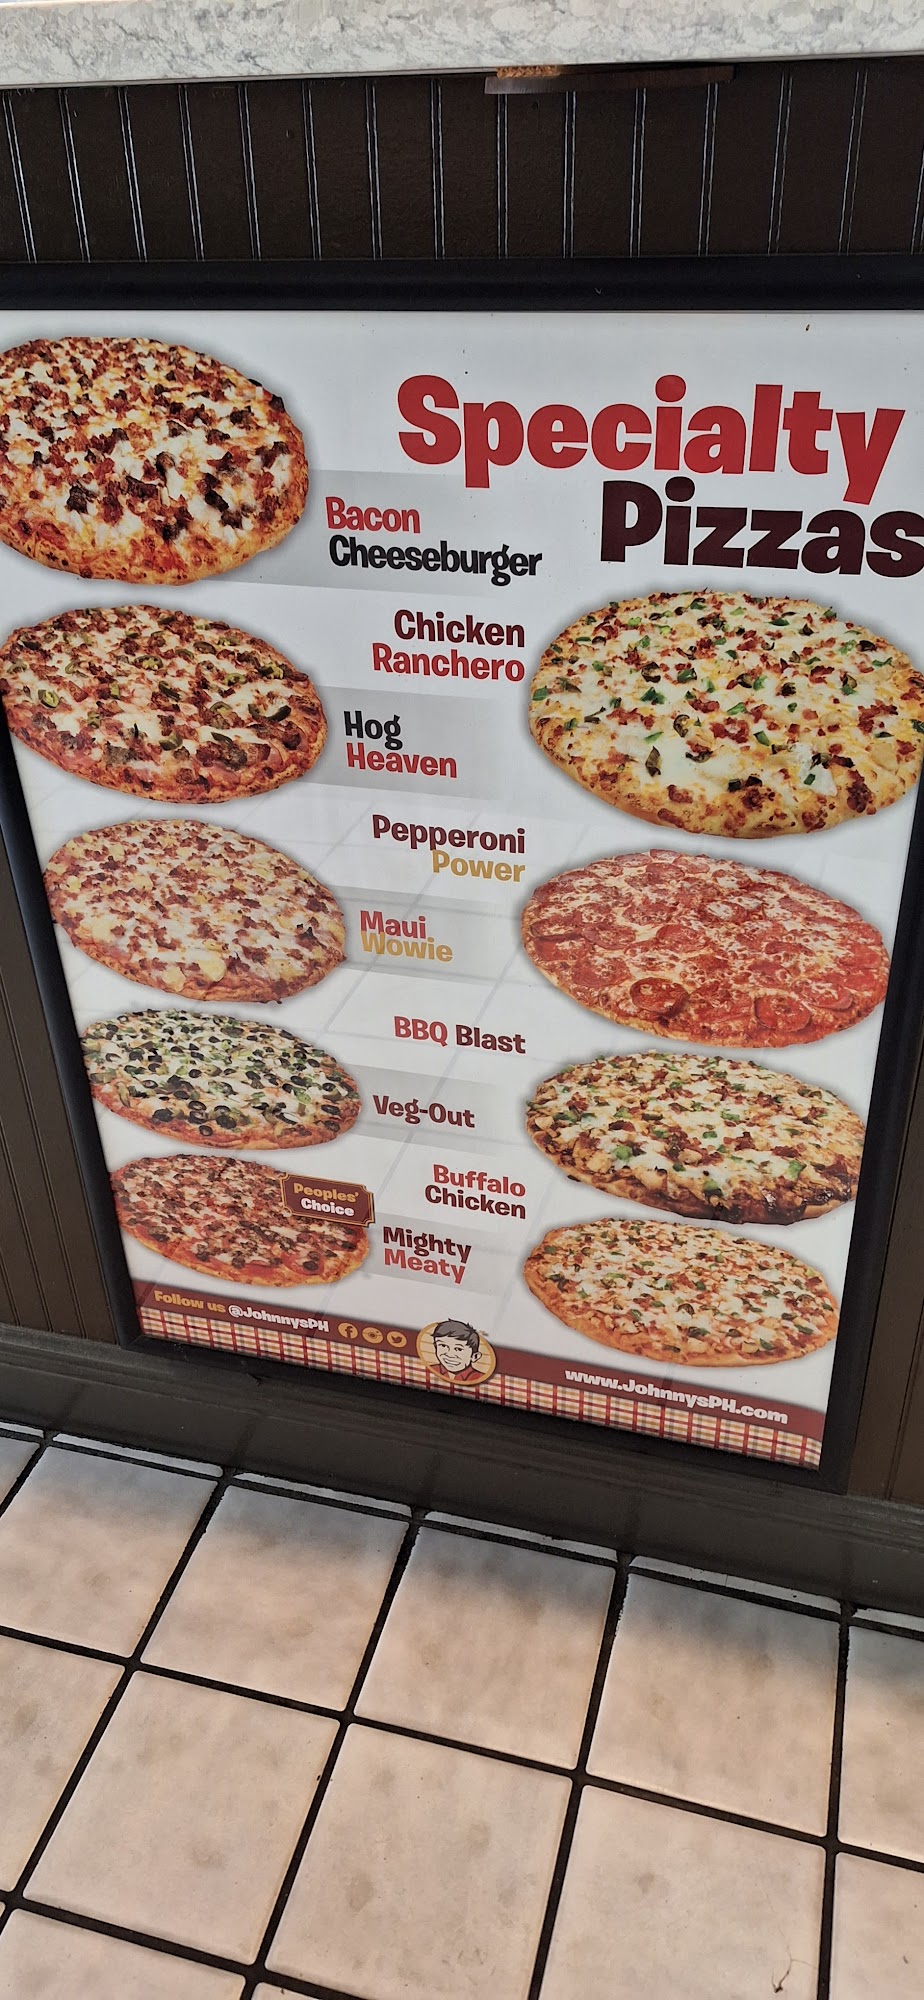 Specialty
Pizzas
Bacon
Cheeseburger
Chicken
Ranchero
Hog
Heaven
Pepperoni
Power
Maui
Wowie
BBQ Blast
Veg-Out
Buffalo
Chicken
Peoples'
Choice
Mighty
Meaty
Follow us @JohnnysPH
www.JohnnysPH.com